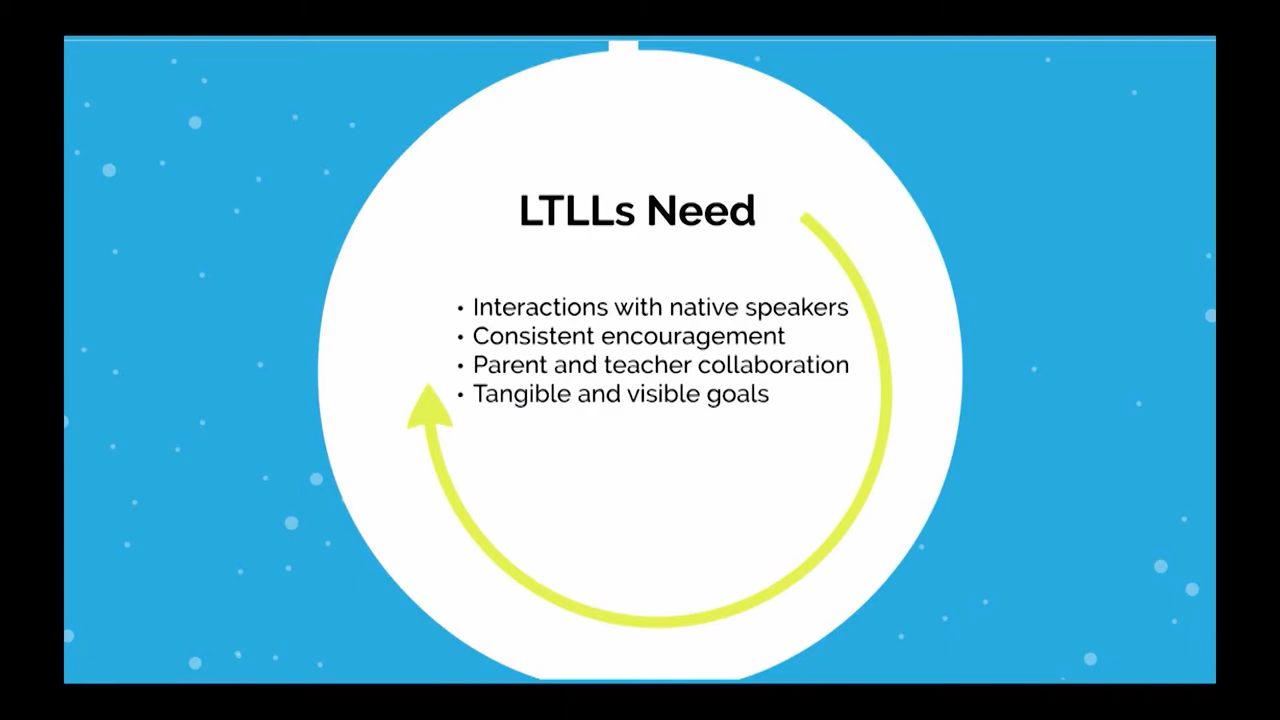 LTLLs Need
• Interactions with native speakers
• Consistent encouragement
• Parent and teacher collaboration
• Tangible and visible goals